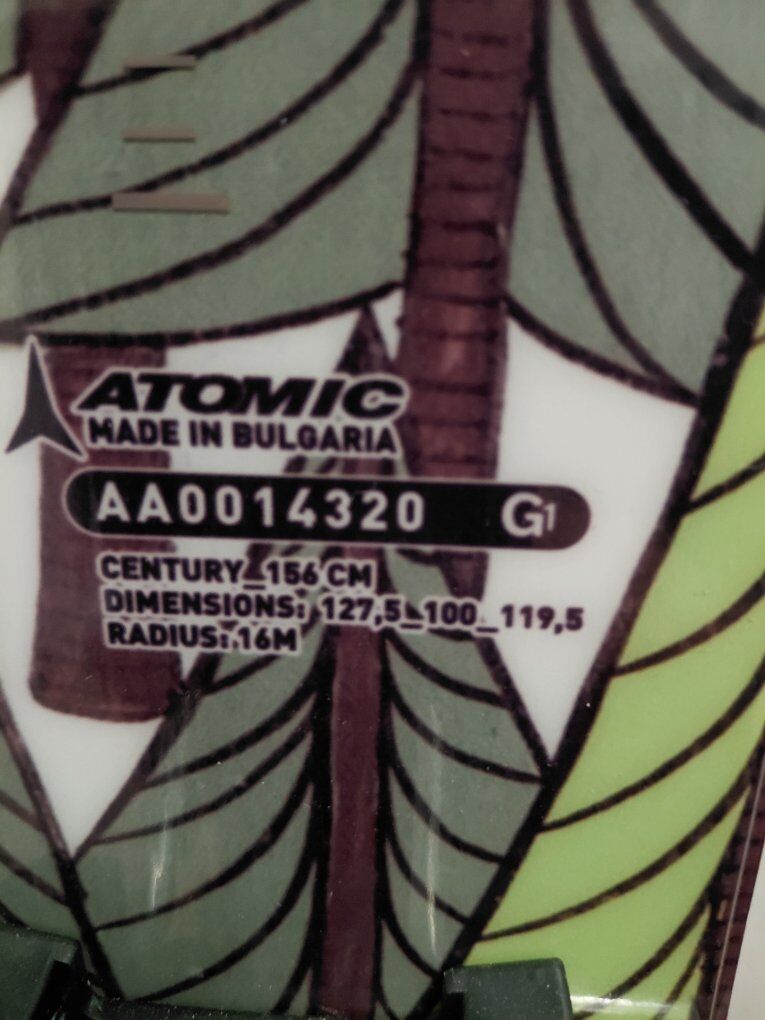 ATOMIC
MADE IN BULGARIA
AA0014320 G1
CENTURY_156 CM
DIMENSIONS: 127,5_100_119,5
RADIUS: 16M